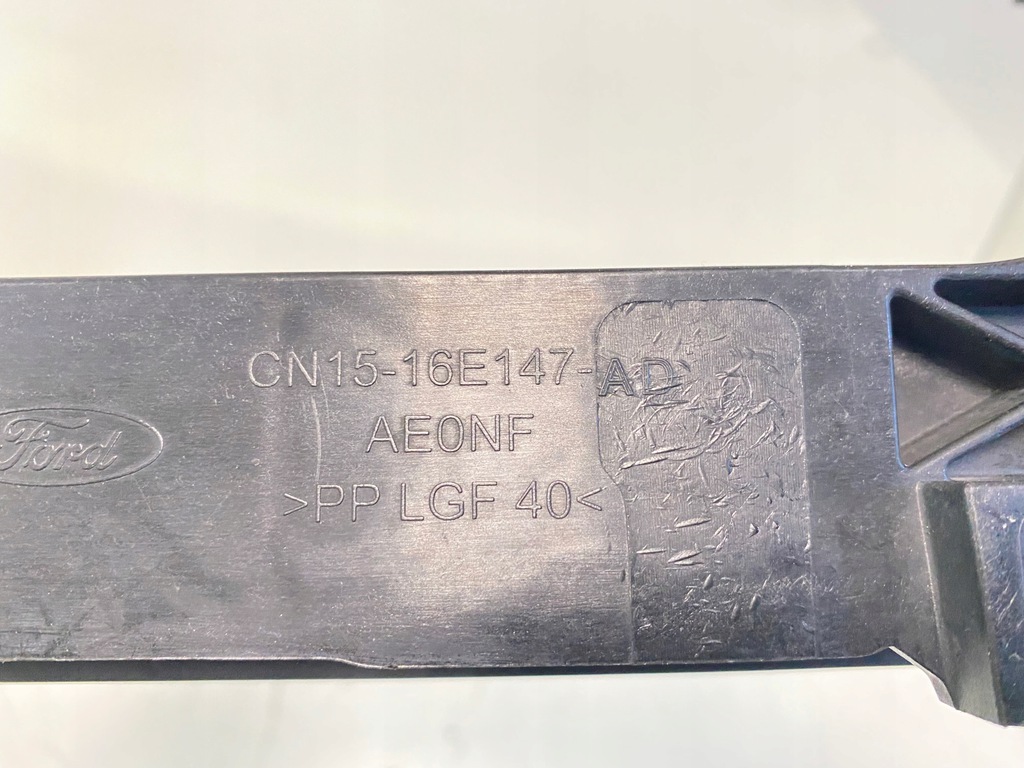 CN15-16E147-AD
Ford
AE0NF
>PP LGF 40<